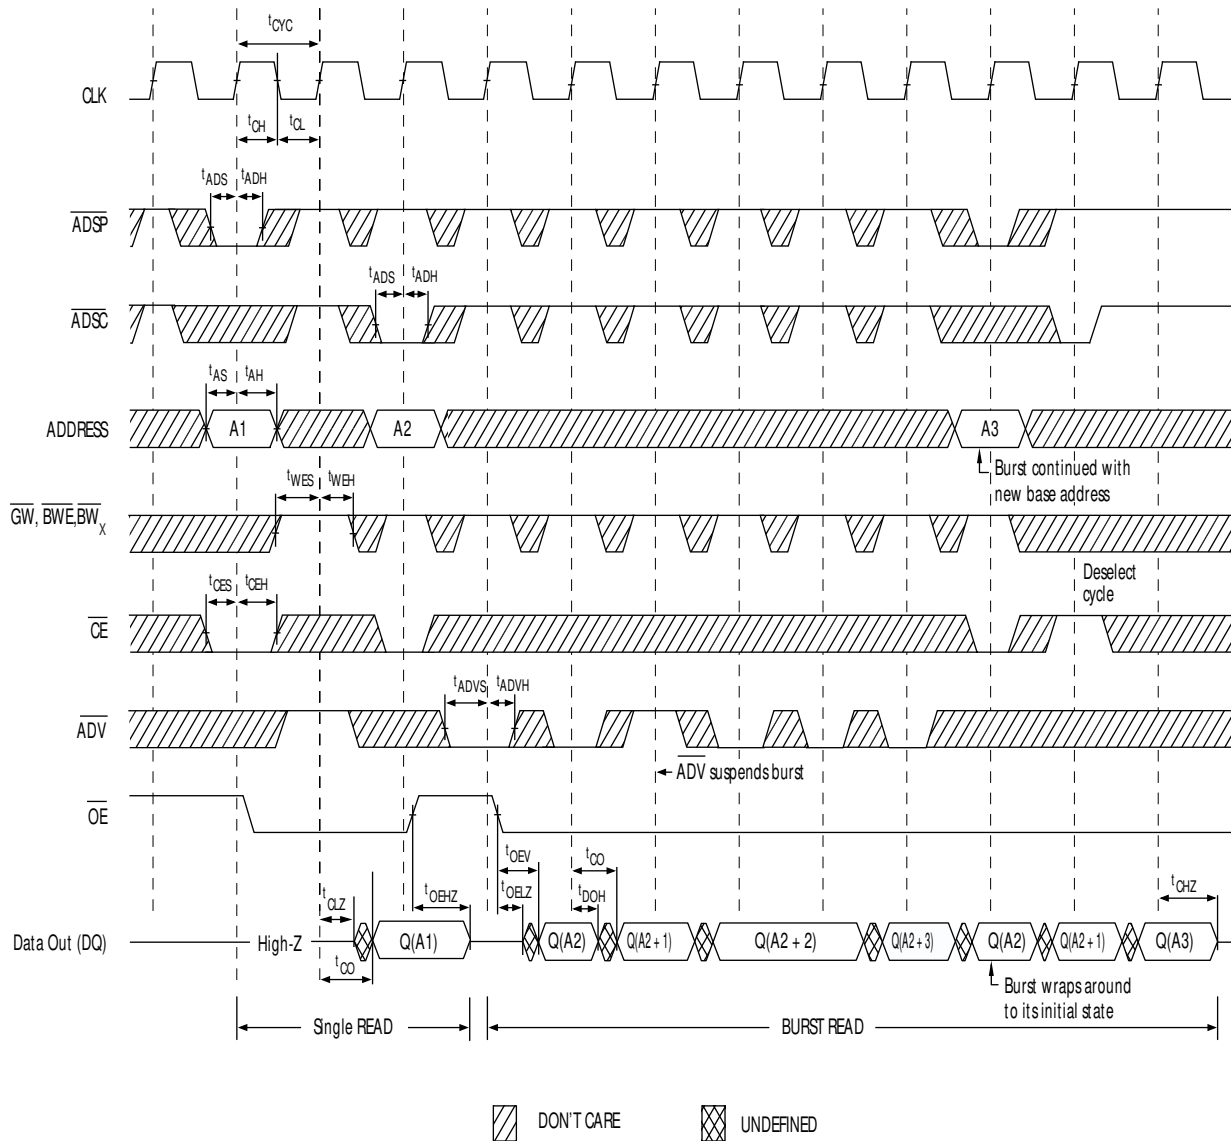 tCYC
CLK
tCH tCL
tADS tADH
ADSP
tADS tADH
ADSC
tAS tAH
ADDRESS A1 A2 A3
Burst continued with
new base address
tWES tWEH
GW, BWE,BWX
Deselect
cycle
tCES tCEH
CE
tADVS tADVH
ADV
ADV suspends burst
OE
tOEV tCO
tCLZ tOEHZ tOELZ tDOH tCHZ
Data Out (DQ) High-Z Q(A1) Q(A2) Q(A2 + 1) Q(A2 + 2) Q(A2 + 3) Q(A2) Q(A2 + 1) Q(A3)
tCO
Burst wraps around
to its initial state
Single READ BURST READ
DON'T CARE UNDEFINED